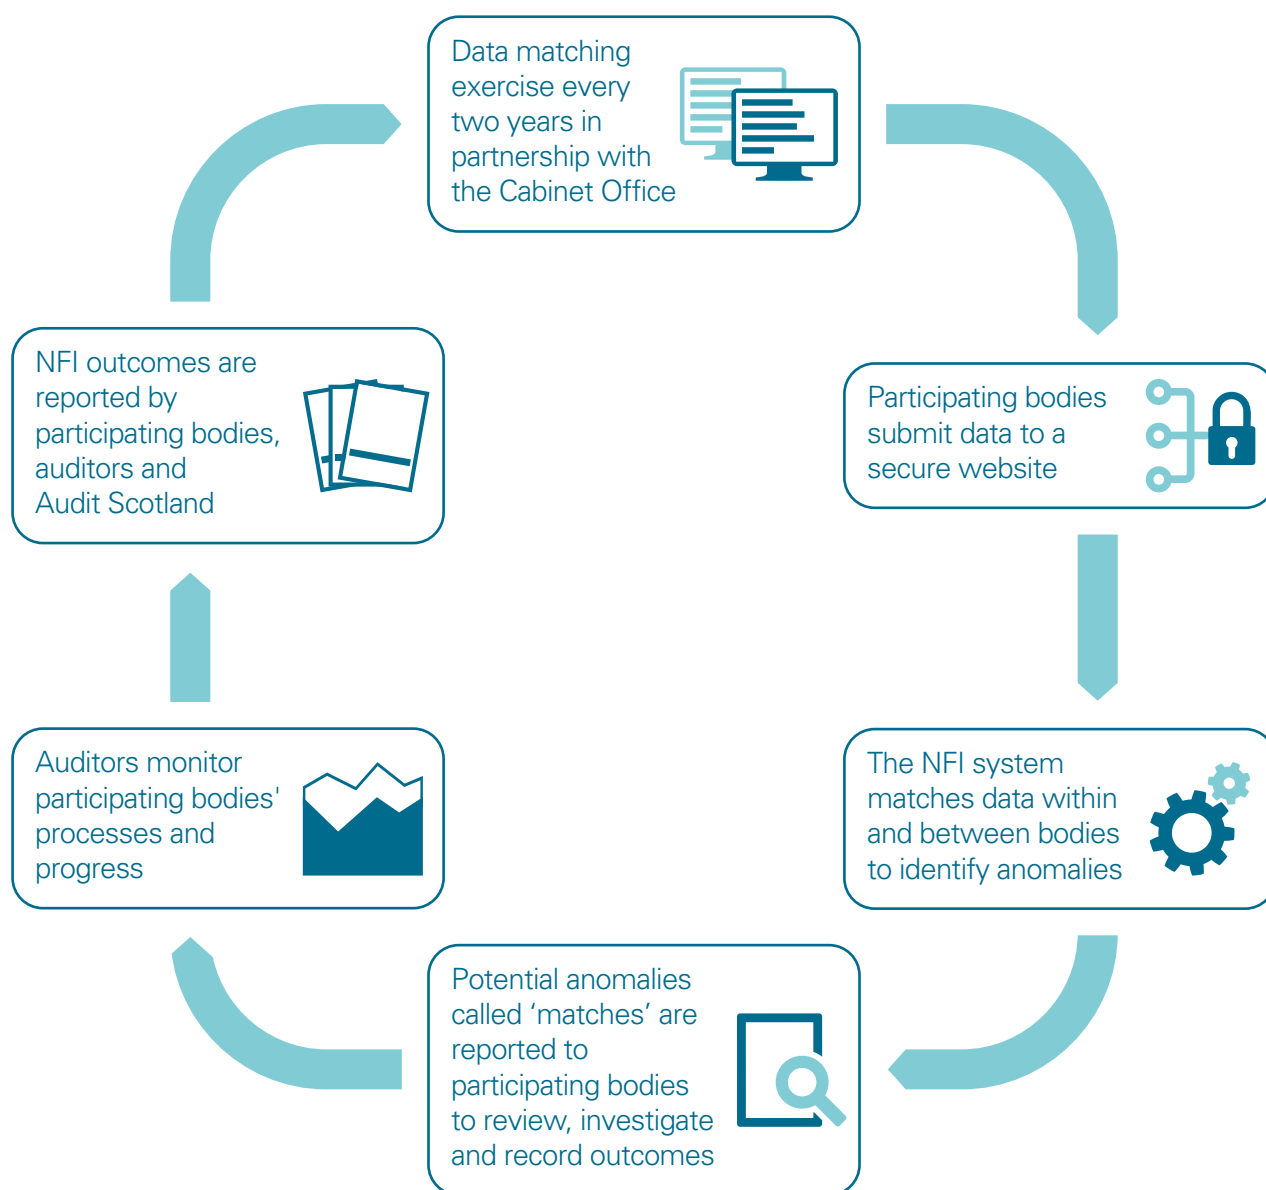 Data matching
exercise every
two years in
partnership with
the Cabinet Office
Participating bodies
submit data to a
secure website
The NFI system
matches data within
and between bodies
to identify anomalies
Potential anomalies
called ‘matches’ are
reported to
participating bodies
to review, investigate
and record outcomes
Auditors monitor
participating bodies'
processes and
progress
NFI outcomes are
reported by
participating bodies,
auditors and
Audit Scotland